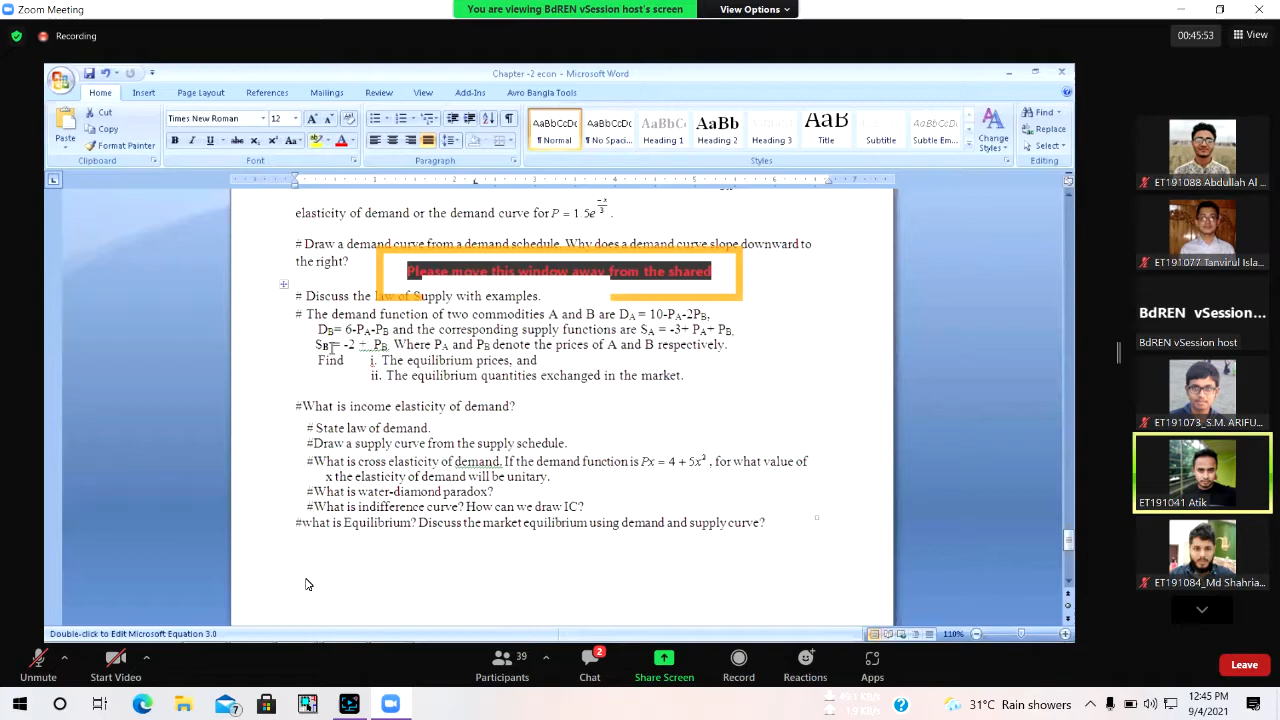 Zoom Meeting
You are viewing BdREN vSession host's screen
View Options
Recording
00:45:53
View
Chapter -2 econ - Microsoft Word
Home Insert Page Layout References Mailings Review View Add-Ins Avro Bangla Tools
Paste
Cut
Copy
Format Painter
Clipboard
Times New Roman 12
Font
Paragraph
AaBbCcDc ¶ Normal
AaBbCcDc ¶ No Spaci...
AaBbCc Heading 1
AaBb Heading 2
AaBbCc Heading 3
AaBb Title
AaBbCc Subtitle
AaBbCcDc Subtle Em...
Change Styles
Styles
Find
Replace
Select
Editing
elasticity of demand or the demand curve for P = 1.5e^(-x/3).
# Draw a demand curve from a demand schedule. Why does a demand curve slope downward to
the right?
Please move this window away from the shared
# Discuss the law of Supply with examples.
# The demand function of two commodities A and B are DA = 10-PA-2PB,
DB= 6-PA-PB and the corresponding supply functions are SA = -3+ PA+ PB,
SB= -2 + PB. Where PA and PB denote the prices of A and B respectively.
Find i. The equilibrium prices, and
ii. The equilibrium quantities exchanged in the market.
#What is income elasticity of demand?
# State law of demand.
#Draw a supply curve from the supply schedule.
#What is cross elasticity of demand. If the demand function is Px = 4 + 5x², for what value of
x the elasticity of demand will be unitary.
#What is water-diamond paradox?
#What is indifference curve? How can we draw IC?
#what is Equilibrium? Discuss the market equilibrium using demand and supply curve?
Double-click to Edit Microsoft Equation 3.0
110%
ET191088 Abdullah Al ...
ET191077 Tanvirul Isla...
BdREN vSessio...
BdREN vSession host
ET191073_S.M. ARIFU...
ET191041 Atik
ET191084_Md Shahria...
Unmute
Start Video
39
Participants
2
Chat
Share Screen
Record
Reactions
Apps
Leave
7
31°C Haze
12:45 PM
9/4/2021